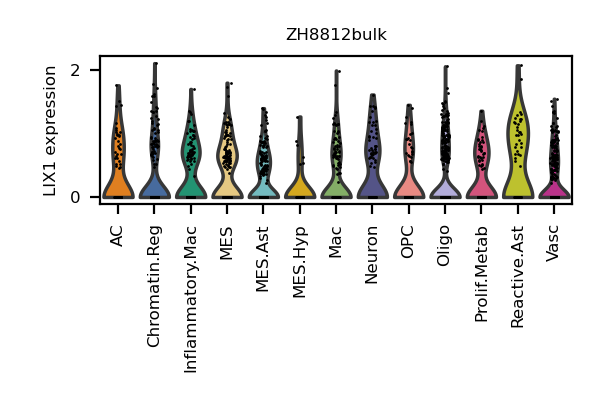 ZH8812bulk
LIX1 expression
2
0
AC
Chromatin.Reg
Inflammatory.Mac
MES
MES.Ast
MES.Hyp
Mac
Neuron
OPC
Oligo
Prolif.Metab
Reactive.Ast
Vasc